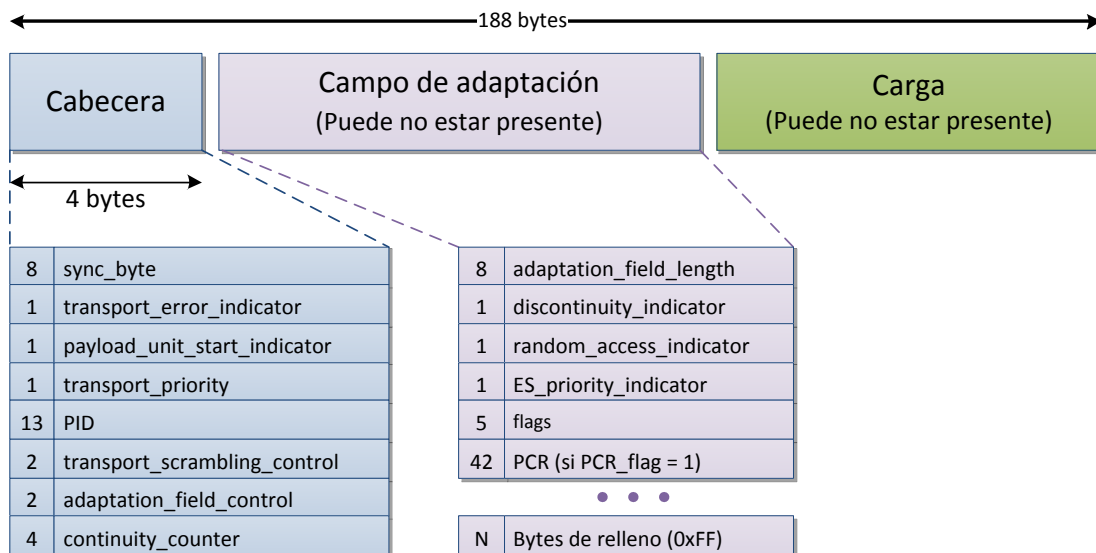 188 bytes
Cabecera
Campo de adaptación
(Puede no estar presente)
Carga
(Puede no estar presente)
4 bytes
8 sync_byte
1 transport_error_indicator
1 payload_unit_start_indicator
1 transport_priority
13 PID
2 transport_scrambling_control
2 adaptation_field_control
4 continuity_counter
8 adaptation_field_length
1 discontinuity_indicator
1 random_access_indicator
1 ES_priority_indicator
5 flags
42 PCR (si PCR_flag = 1)
N Bytes de relleno (0xFF)